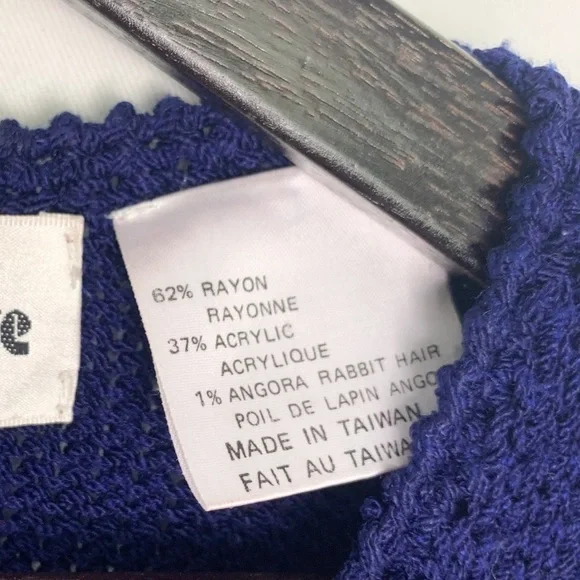 62% RAYON
RAYONNE
37% ACRYLIC
ACRYLIQUE
1% ANGORA RABBIT HAIR
POIL DE LAPIN ANGO
MADE IN TAIWAN
FAIT AU TAIWA